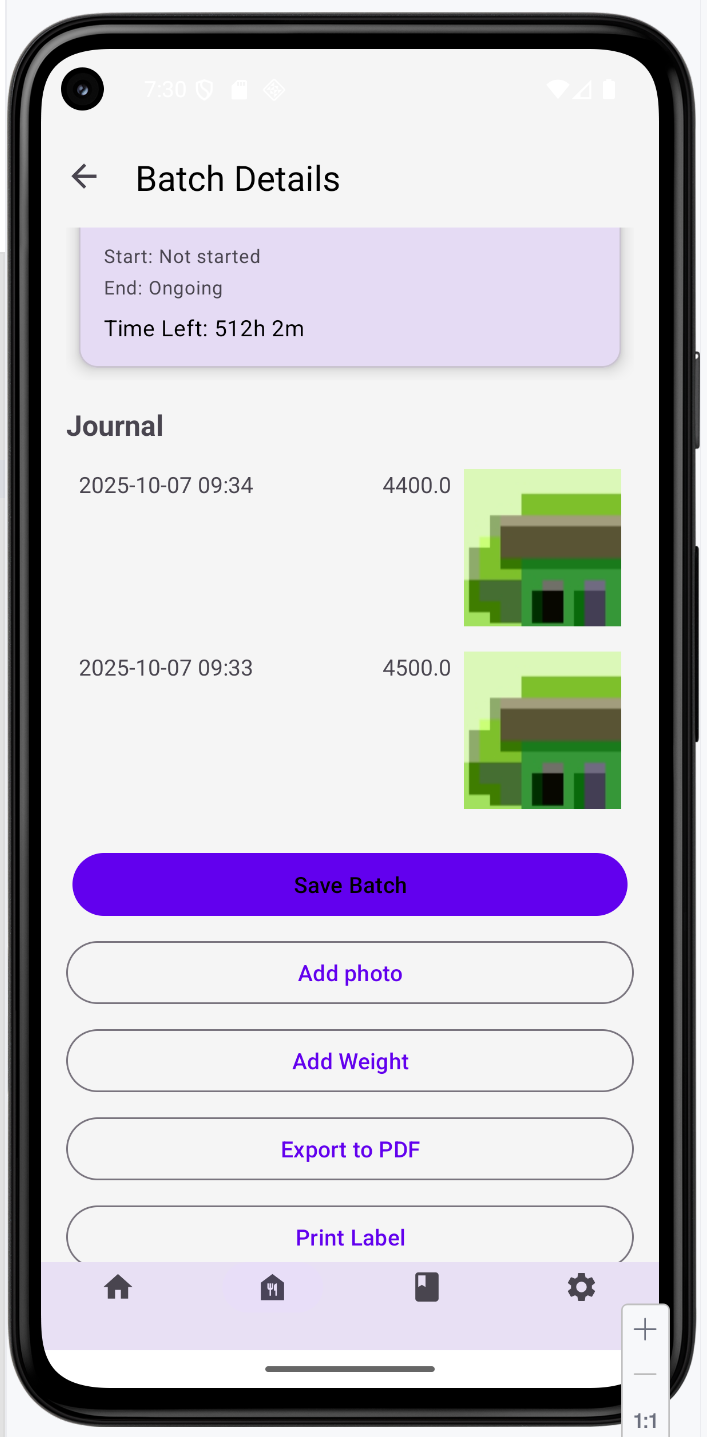 7:30
Batch Details
Start: Not started
End: Ongoing
Time Left: 512h 2m
Journal
2025-10-07 09:34 4400.0
2025-10-07 09:33 4500.0
Save Batch
Add photo
Add Weight
Export to PDF
Print Label
1:1